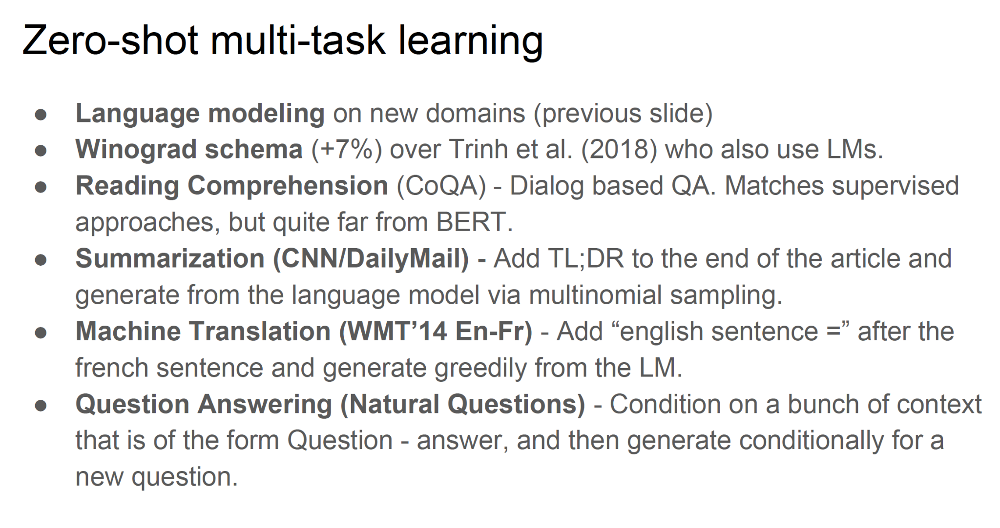 Zero-shot multi-task learning
● Language modeling on new domains (previous slide)
● Winograd schema (+7%) over Trinh et al. (2018) who also use LMs.
● Reading Comprehension (CoQA) - Dialog based QA. Matches supervised
approaches, but quite far from BERT.
● Summarization (CNN/DailyMail) - Add TL;DR to the end of the article and
generate from the language model via multinomial sampling.
● Machine Translation (WMT’14 En-Fr) - Add “english sentence =” after the
french sentence and generate greedily from the LM.
● Question Answering (Natural Questions) - Condition on a bunch of context
that is of the form Question - answer, and then generate conditionally for a
new question.